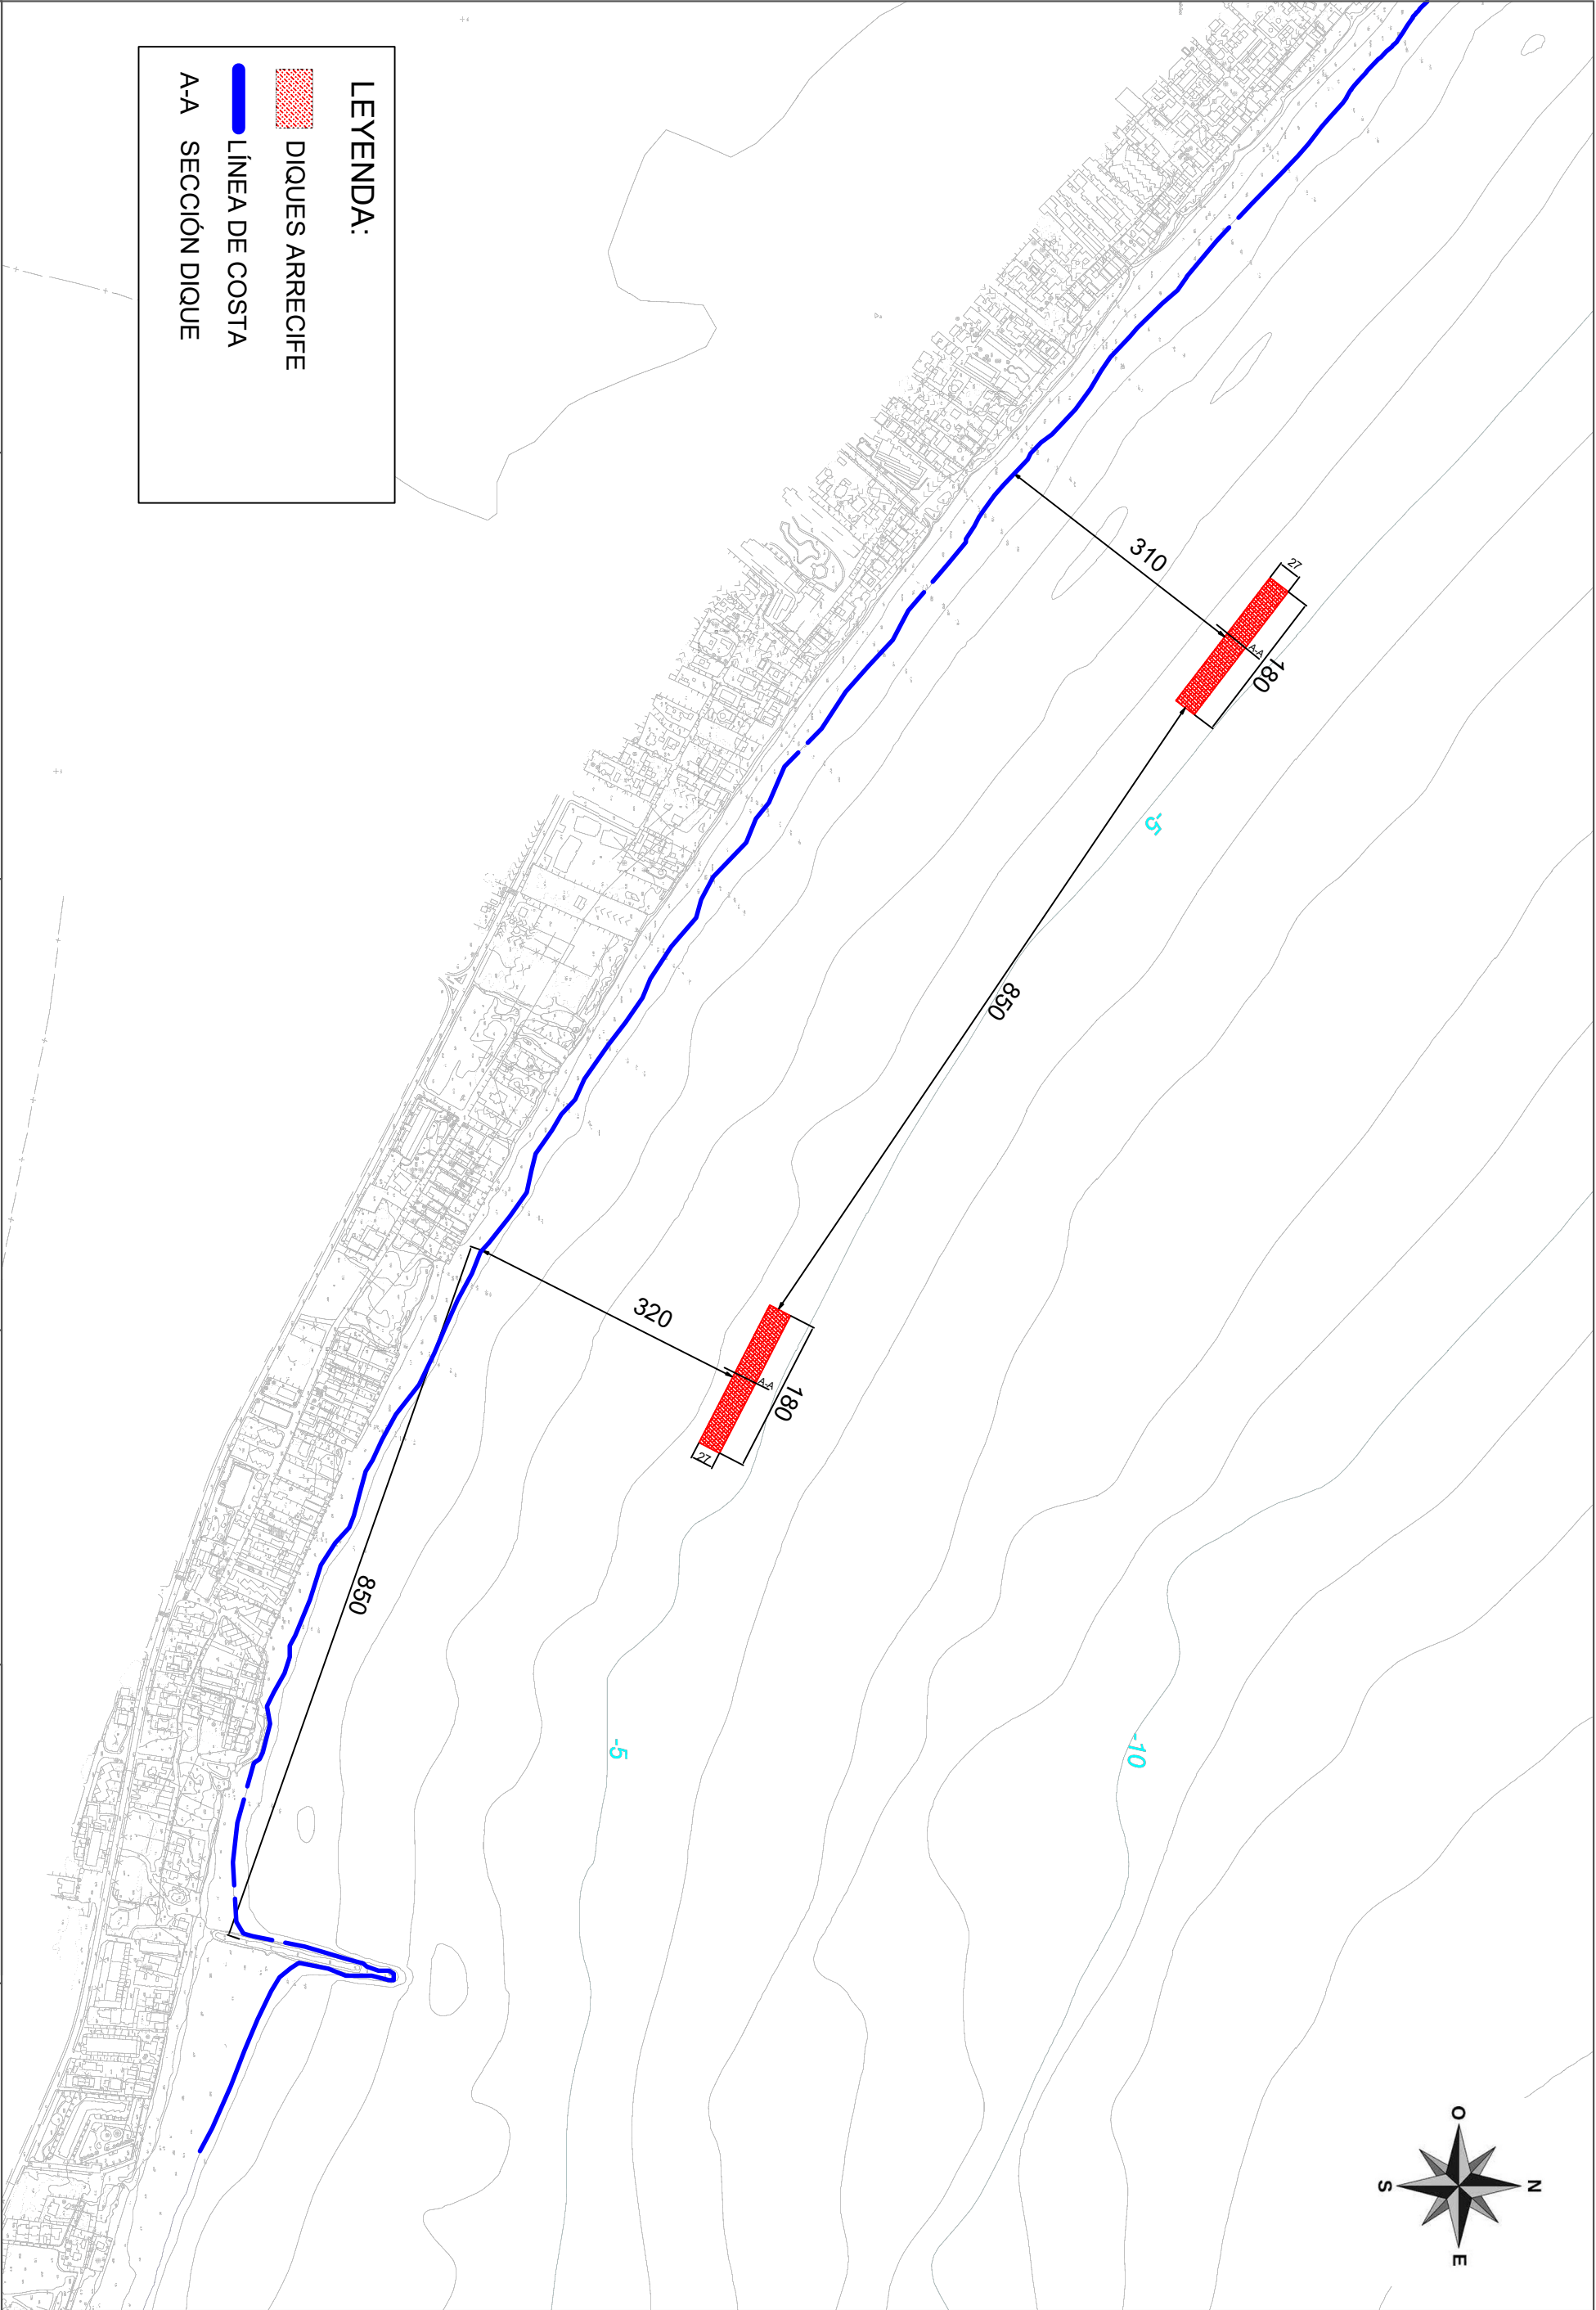 LEYENDA:
DIQUES ARRECIFE
LÍNEA DE COSTA
A-A SECCIÓN DIQUE
310
27
A-A
180
-5
850
320
A-A
180
27
850
-5
-10
O
N
S
E